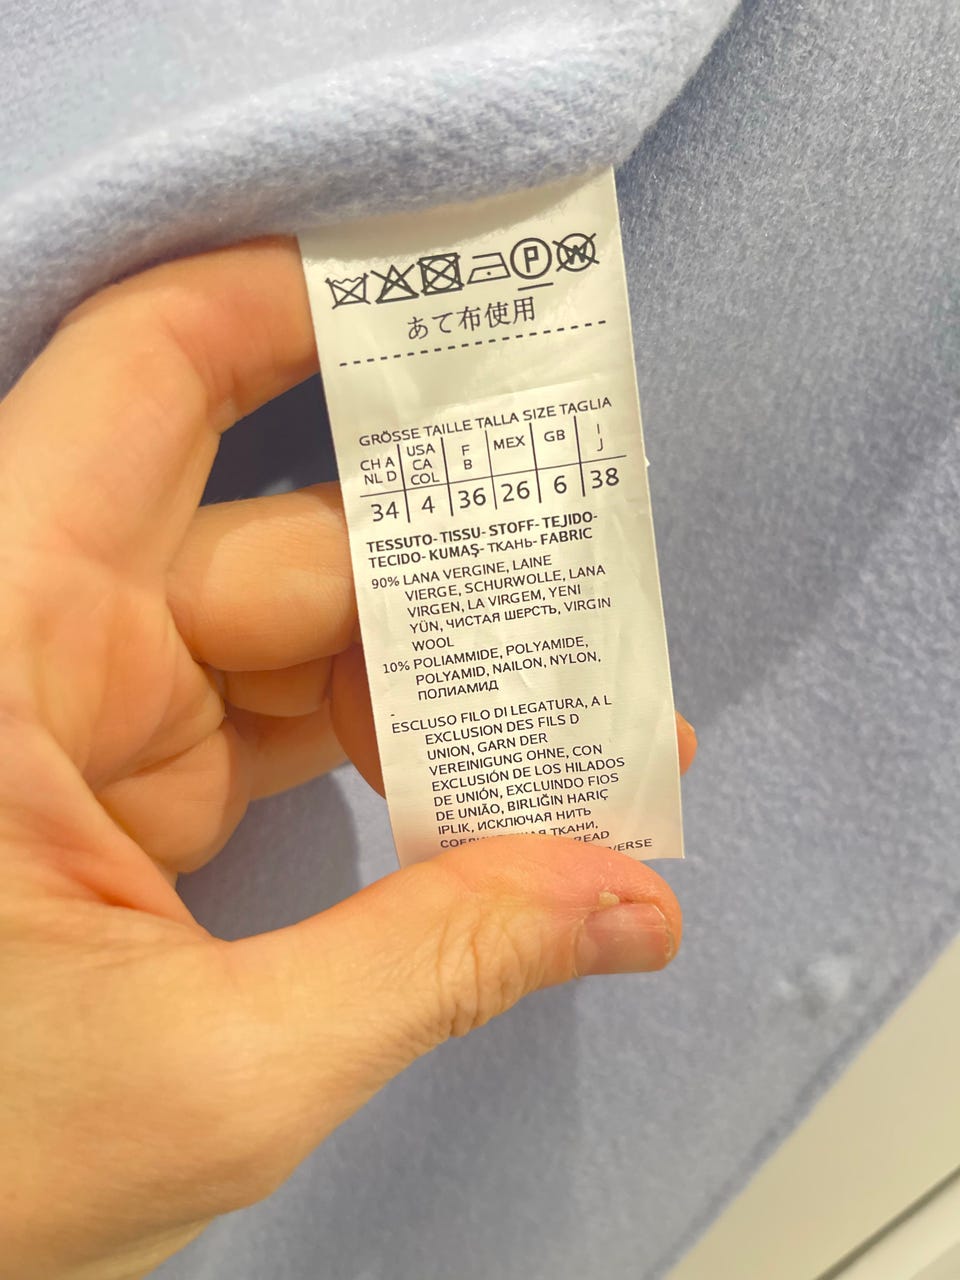 P W
あて布使用
GRÖSSE TAILLE TALLA SIZE TAGLIA
CH A NL D | USA CA COL | F B | MEX | GB | I J
34 | 4 | 36 | 26 | 6 | 38
TESSUTO- TISSU- STOFF- TEJIDO-
TECIDO- KUMAŞ- ТКАНЬ- FABRIC
90% LANA VERGINE, LAINE
VIERGE, SCHURWOLLE, LANA
VIRGEN, LA VIRGEM, YENI
YÜN, ЧИСТАЯ ШЕРСТЬ, VIRGIN
WOOL
10% POLIAMMIDE, POLYAMIDE,
POLYAMID, NAILON, NYLON,
ПОЛИАМИД
-
ESCLUSO FILO DI LEGATURA, A L
EXCLUSION DES FILS D
UNION, GARN DER
VEREINIGUNG OHNE, CON
EXCLUSIÓN DE LOS HILADOS
DE UNIÓN, EXCLUINDO FIOS
DE UNIÃO, BIRLIĞIN HARIÇ
IPLIK, ИСКЛЮЧАЯ НИТЬ
ТКАНИ,